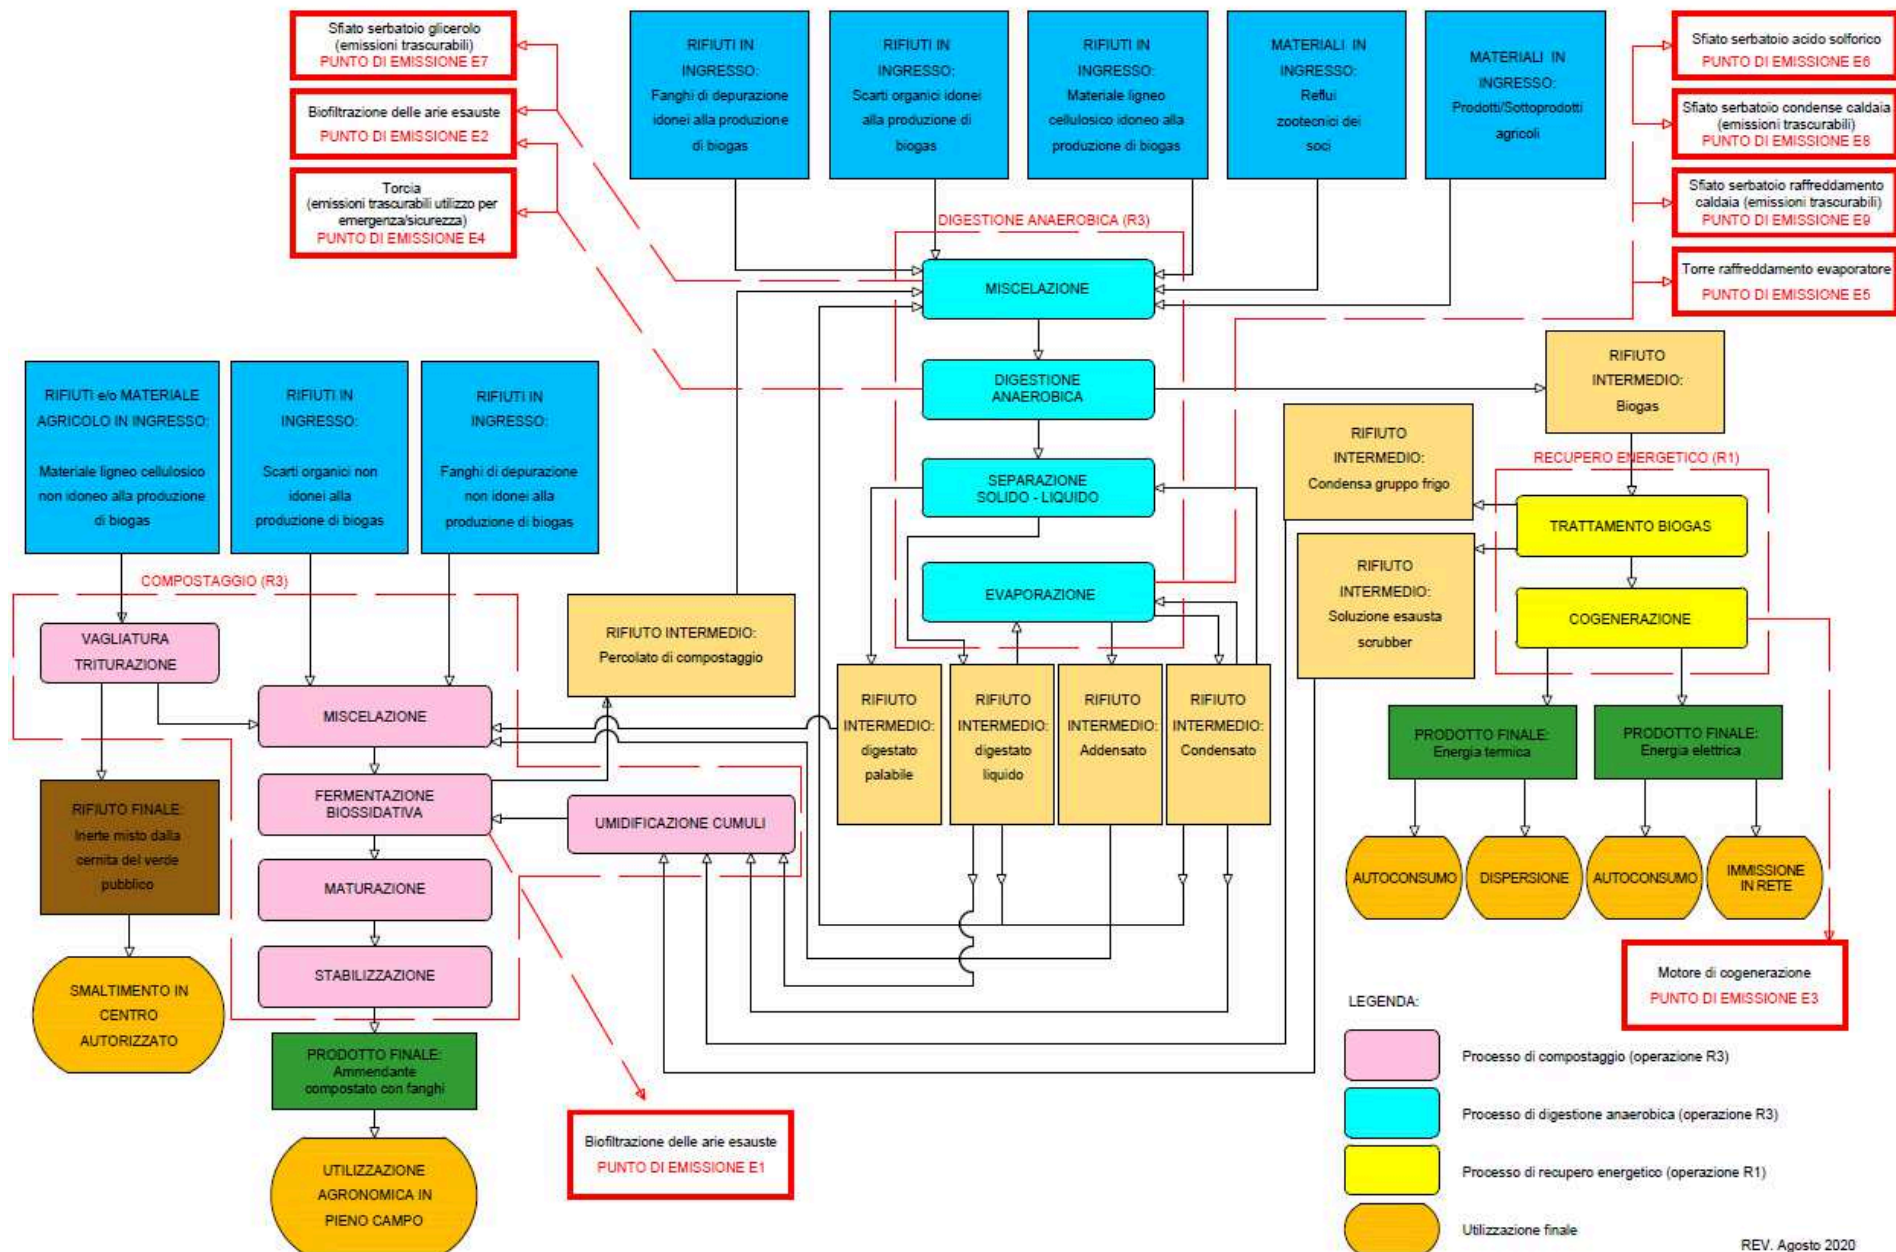 Sfiato serbatoio glicerolo
(emissioni trascurabili)
PUNTO DI EMISSIONE E7
Biofiltrazione delle arie esauste
PUNTO DI EMISSIONE E2
Torcia
(emissioni trascurabili utilizzo per
emergenza/sicurezza)
PUNTO DI EMISSIONE E4
RIFIUTI IN
INGRESSO:
Fanghi di depurazione
idonei alla produzione
di biogas
RIFIUTI IN
INGRESSO:
Scarti organici idonei
alla produzione di
biogas
RIFIUTI IN
INGRESSO:
Materiale ligneo
cellulosico idoneo alla
produzione di biogas
MATERIALI IN
INGRESSO:
Reflui
zootecnici dei
soci
MATERIALI IN
INGRESSO:
Prodotti/Sottoprodotti
agricoli
Sfiato serbatoio acido solforico
PUNTO DI EMISSIONE E6
Sfiato serbatoio condense caldaia
(emissioni trascurabili)
PUNTO DI EMISSIONE E8
Sfiato serbatoio raffreddamento
caldaia (emissioni trascurabili)
PUNTO DI EMISSIONE E9
Torre raffreddamento evaporatore
PUNTO DI EMISSIONE E5
DIGESTIONE ANAEROBICA (R3)
MISCELAZIONE
DIGESTIONE
ANAEROBICA
SEPARAZIONE
SOLIDO - LIQUIDO
EVAPORAZIONE
RIFIUTO
INTERMEDIO:
Biogas
RIFIUTO
INTERMEDIO:
Condensa gruppo frigo
RIFIUTO
INTERMEDIO:
Soluzione esausta
scrubber
RECUPERO ENERGETICO (R1)
TRATTAMENTO BIOGAS
COGENERAZIONE
RIFIUTI e/o MATERIALE
AGRICOLO IN INGRESSO:
Materiale ligneo cellulosico
non idoneo alla produzione
di biogas
RIFIUTI IN
INGRESSO:
Scarti organici non
idonei alla
produzione di biogas
RIFIUTI IN
INGRESSO:
Fanghi di depurazione
non idonei alla
produzione di biogas
COMPOSTAGGIO (R3)
VAGLIATURA
TRITURAZIONE
MISCELAZIONE
RIFIUTO INTERMEDIO:
Percolato di compostaggio
RIFIUTO
INTERMEDIO:
digestato
palabile
RIFIUTO
INTERMEDIO:
digestato
liquido
RIFIUTO
INTERMEDIO:
Addensato
RIFIUTO
INTERMEDIO:
Condensato
PRODOTTO FINALE:
Energia termica
PRODOTTO FINALE:
Energia elettrica
RIFIUTO FINALE:
Inerte misto dalla
cernita del verde
pubblico
FERMENTAZIONE
BIOSSIDATIVA
UMIDIFICAZIONE CUMULI
MATURAZIONE
STABILIZZAZIONE
AUTOCONSUMO
DISPERSIONE
AUTOCONSUMO
IMMISSIONE
IN RETE
SMALTIMENTO IN
CENTRO
AUTORIZZATO
Motore di cogenerazione
PUNTO DI EMISSIONE E3
PRODOTTO FINALE:
Ammendante
compostato con fanghi
UTILIZZAZIONE
AGRONOMICA IN
PIENO CAMPO
Biofiltrazione delle arie esauste
PUNTO DI EMISSIONE E1
LEGENDA:
Processo di compostaggio (operazione R3)
Processo di digestione anaerobica (operazione R3)
Processo di recupero energetico (operazione R1)
Utilizzazione finale
REV. Agosto 2020